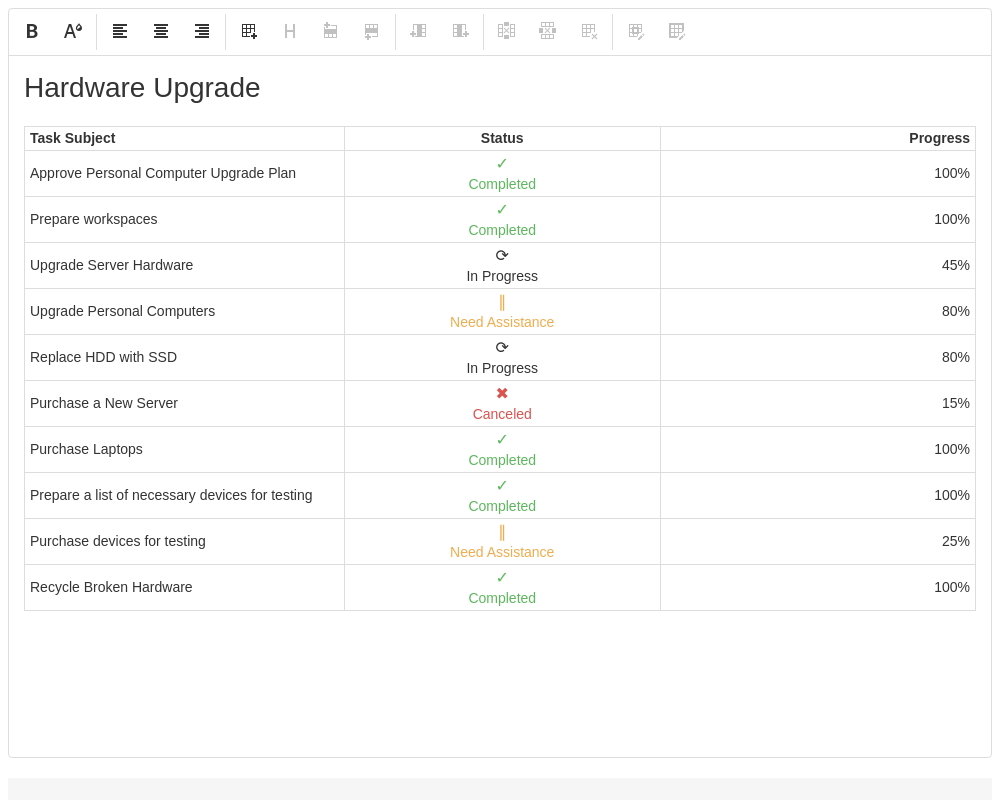 Hardware Upgrade
Task Subject Status Progress
Approve Personal Computer Upgrade Plan ✓ Completed 100%
Prepare workspaces ✓ Completed 100%
Upgrade Server Hardware ⟳ In Progress 45%
Upgrade Personal Computers ‖ Need Assistance 80%
Replace HDD with SSD ⟳ In Progress 80%
Purchase a New Server ✖ Canceled 15%
Purchase Laptops ✓ Completed 100%
Prepare a list of necessary devices for testing ✓ Completed 100%
Purchase devices for testing ‖ Need Assistance 25%
Recycle Broken Hardware ✓ Completed 100%